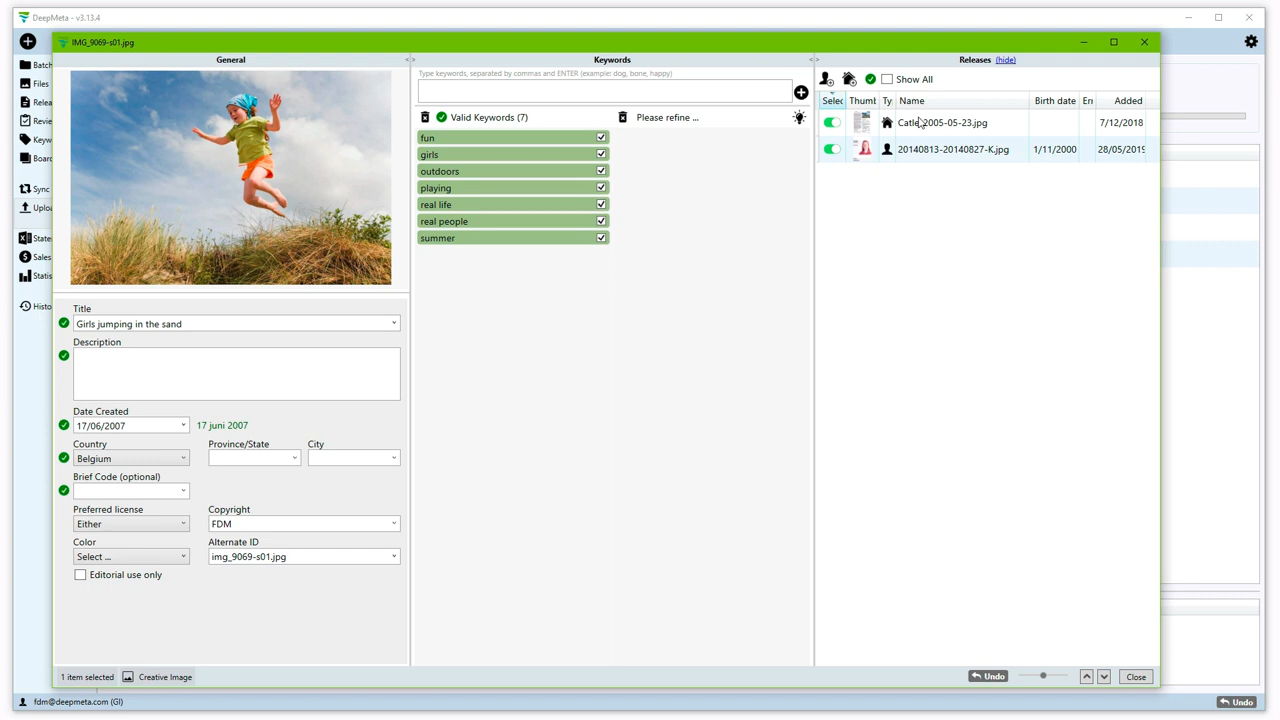 DeepMeta - v3.13.4
IMG_9069-s01.jpg
General
Keywords
Releases (hide)
Batch
Files
Relea
Revie
Keyw
Board
Sync
Uploa
State
Sales
Statis
Histo
Type keywords, separated by commas and ENTER (example: dog, bone, happy)
Valid Keywords (7)
Please refine ...
fun
girls
outdoors
playing
real life
real people
summer
Show All
Selec Thumb Ty Name Birth date En Added
2005-05-23.jpg 7/12/2018
20140813-20140827-K.jpg 1/11/2000 28/05/2019
Title
Girls jumping in the sand
Description
Date Created
17/06/2007 17 juni 2007
Country Province/State City
Belgium
Brief Code (optional)
Preferred license Copyright
Either FDM
Color Alternate ID
Select ... img_9069-s01.jpg
Editorial use only
1 item selected Creative Image
Undo
Close
fdm@deepmeta.com (GI)
Undo